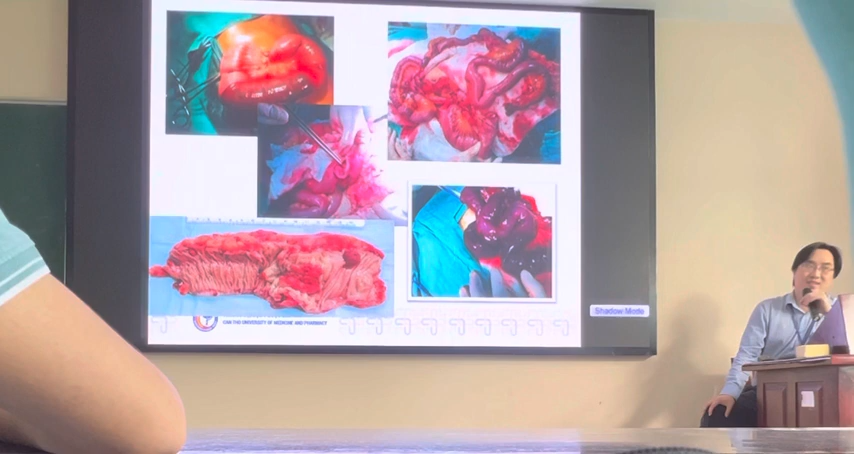 Shadow Mode
CAN THO UNIVERSITY OF MEDICINE AND PHARMACY